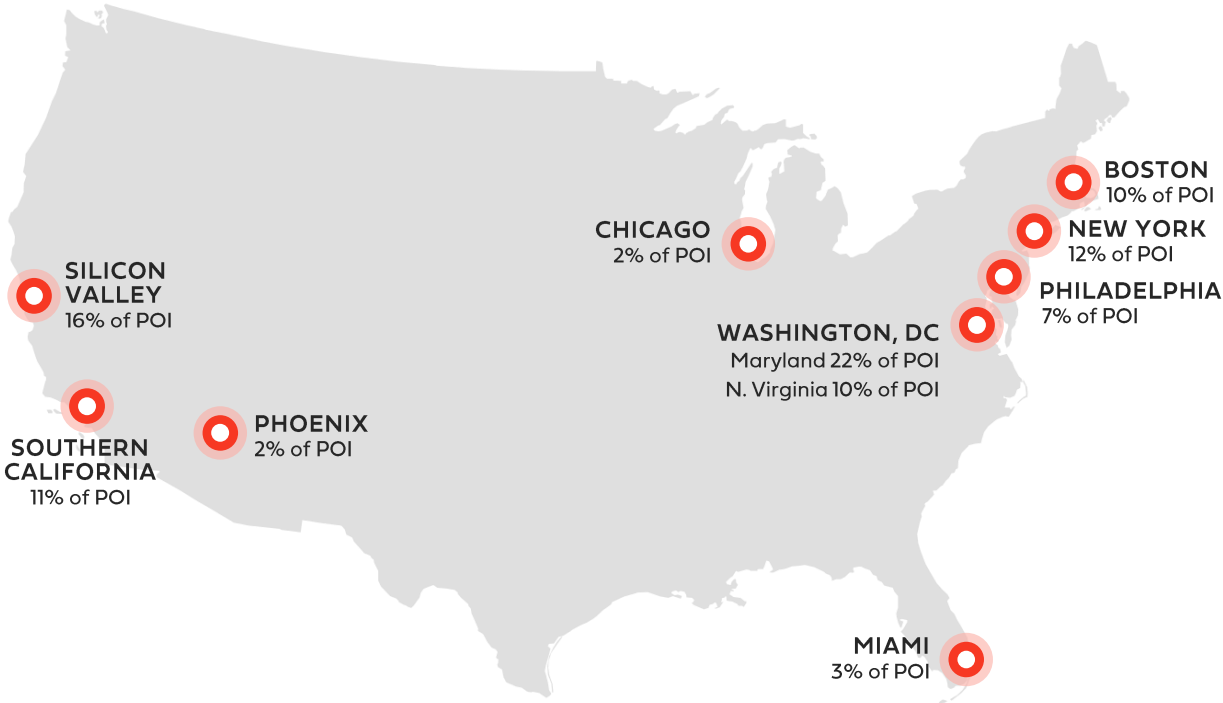 BOSTON
10% of POI
NEW YORK
12% of POI
PHILADELPHIA
7% of POI
CHICAGO
2% of POI
WASHINGTON, DC
Maryland 22% of POI
N. Virginia 10% of POI
SILICON
VALLEY
16% of POI
SOUTHERN
CALIFORNIA
11% of POI
PHOENIX
2% of POI
MIAMI
3% of POI